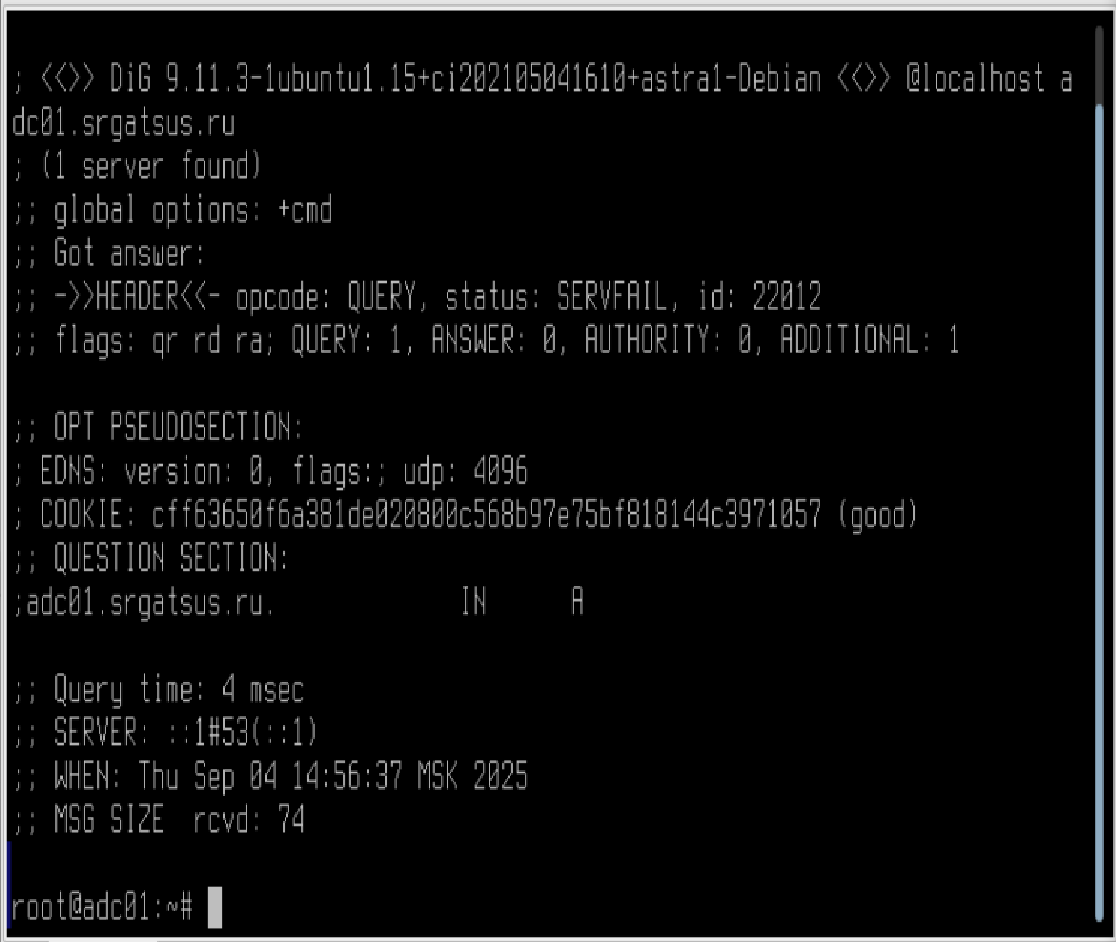 ; <<>> DiG 9.11.3-1ubuntu1.15+ci202105041610+astra1-Debian <<>> @localhost a
dc01.srgatsus.ru
; (1 server found)
;; global options: +cmd
;; Got answer:
;; ->>HEADER<<- opcode: QUERY, status: SERVFAIL, id: 22012
;; flags: qr rd ra; QUERY: 1, ANSWER: 0, AUTHORITY: 0, ADDITIONAL: 1
;; OPT PSEUDOSECTION:
; EDNS: version: 0, flags:; udp: 4096
; COOKIE: cff63650f6a381de020800c568b97e75bf818144c3971057 (good)
;; QUESTION SECTION:
;adc01.srgatsus.ru. IN A
;; Query time: 4 msec
;; SERVER: ::1#53(::1)
;; WHEN: Thu Sep 04 14:56:37 MSK 2025
;; MSG SIZE rcvd: 74
root@adc01:~#